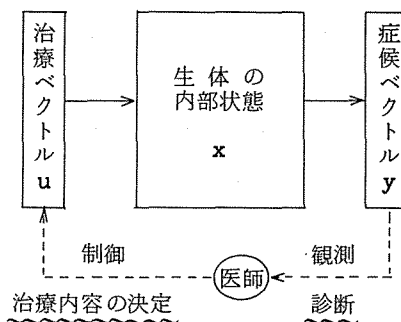 治療ベクトル u
生体の
内部状態
x
症候ベクトル y
制御
医師
観測
治療内容の決定
診断